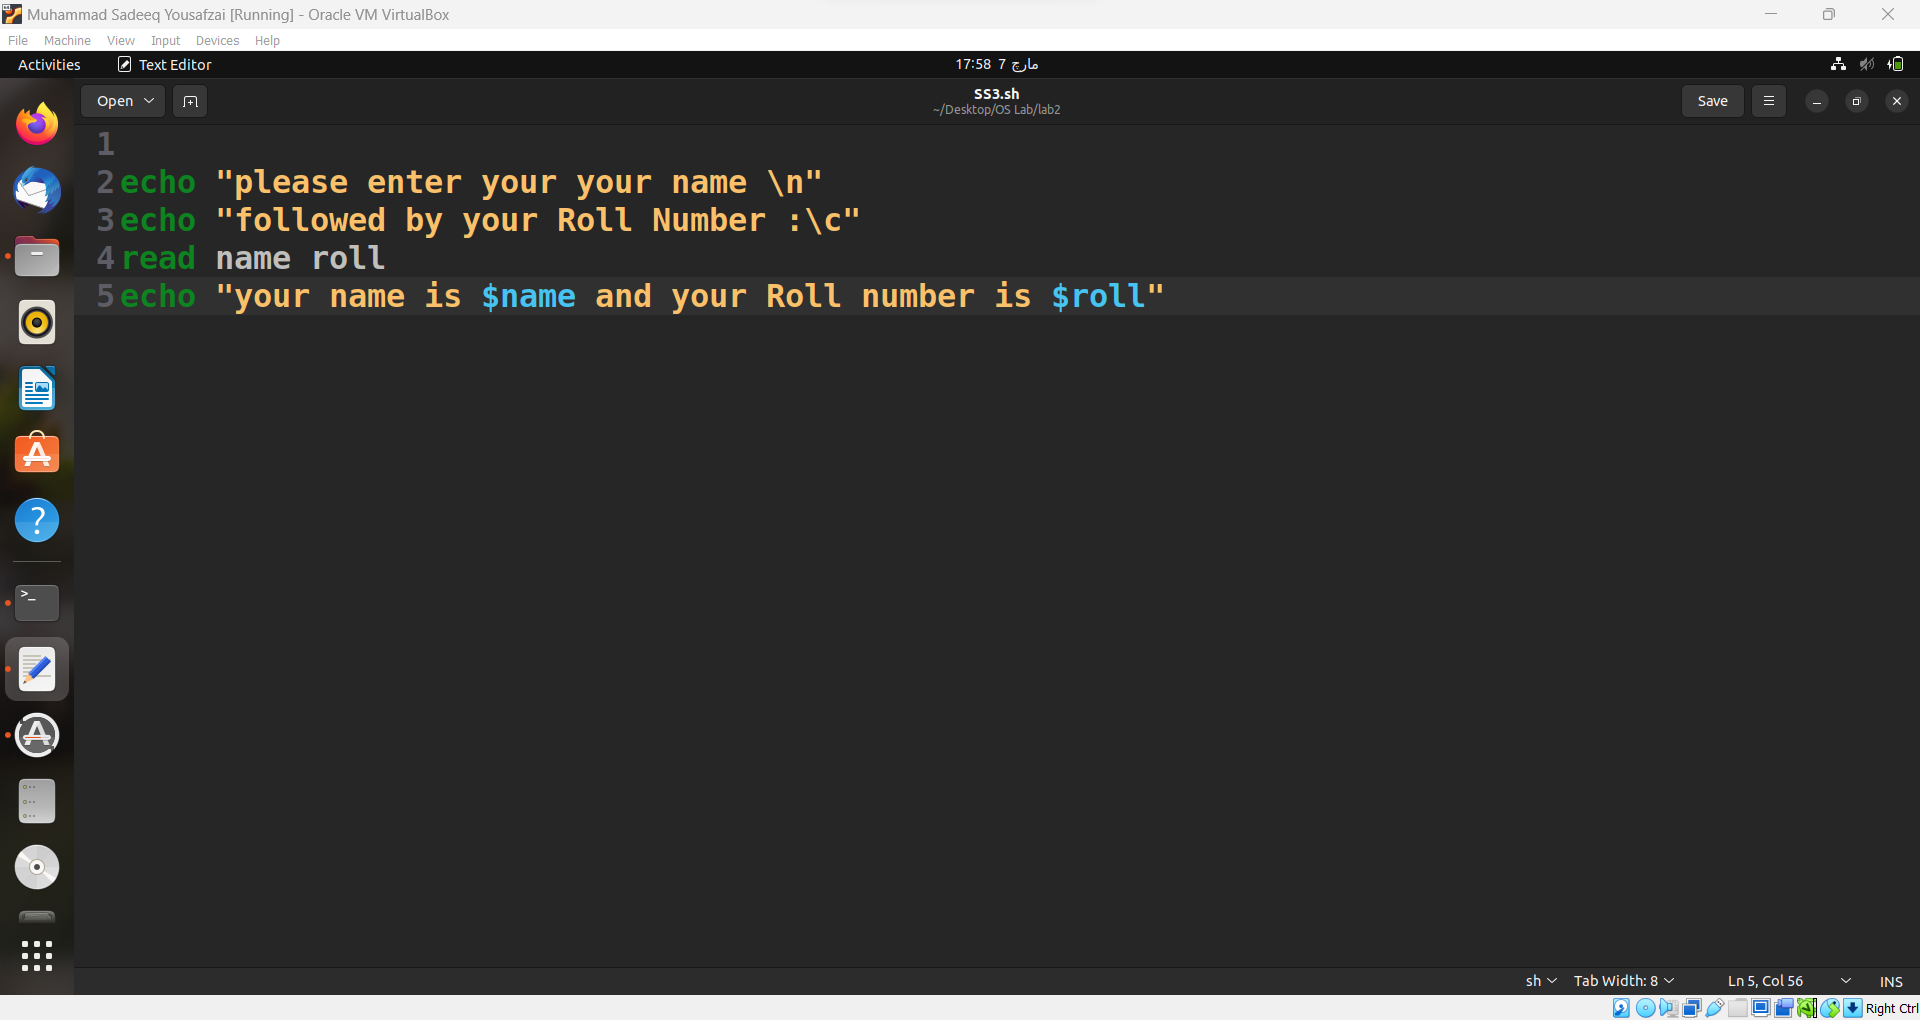 Muhammad Sadeeq Yousafzai [Running] - Oracle VM VirtualBox
File Machine View Input Devices Help
Activities Text Editor 17:58 7 مارچ
Open SS3.sh Save
~/Desktop/OS Lab/lab2
1
2 echo "please enter your your name \n"
3 echo "followed by your Roll Number :\c"
4 read name roll
5 echo "your name is $name and your Roll number is $roll"
sh Tab Width: 8 Ln 5, Col 56 INS
Right Ctrl